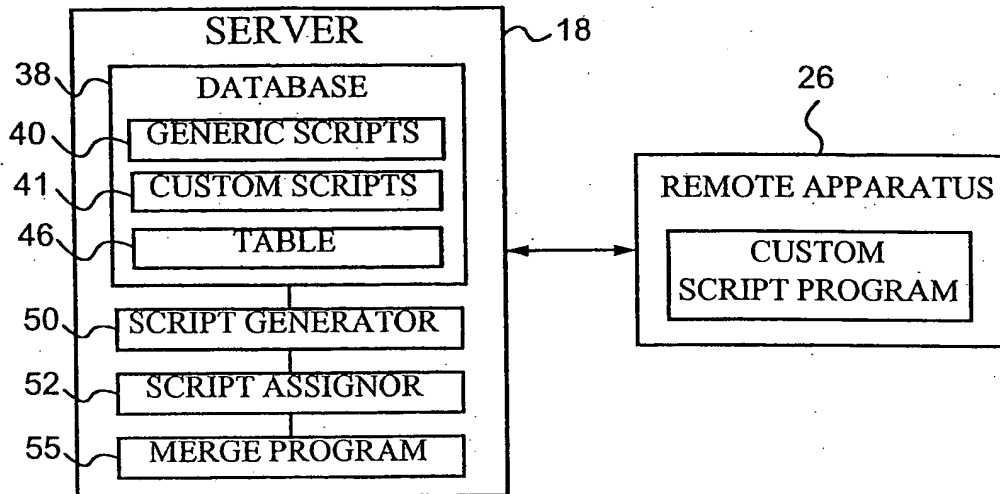 SERVER
18
38
DATABASE
40
GENERIC SCRIPTS
41
CUSTOM SCRIPTS
46
TABLE
50
SCRIPT GENERATOR
52
SCRIPT ASSIGNOR
55
MERGE PROGRAM
26
REMOTE APPARATUS
CUSTOM
SCRIPT PROGRAM